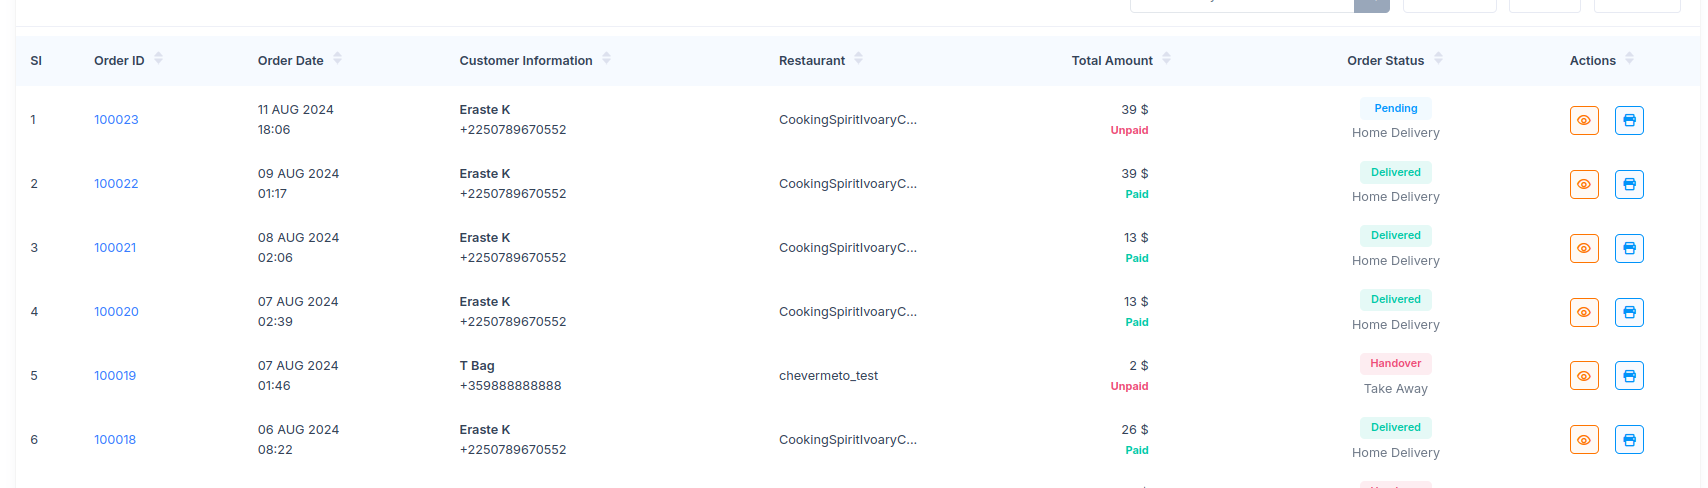 Sl Order ID Order Date Customer Information Restaurant Total Amount Order Status Actions
1 100023 11 AUG 2024 18:06 Eraste K +2250789670552 CookingSpiritIvoaryC... 39 $ Unpaid Pending Home Delivery
2 100022 09 AUG 2024 01:17 Eraste K +2250789670552 CookingSpiritIvoaryC... 39 $ Paid Delivered Home Delivery
3 100021 08 AUG 2024 02:06 Eraste K +2250789670552 CookingSpiritIvoaryC... 13 $ Paid Delivered Home Delivery
4 100020 07 AUG 2024 02:39 Eraste K +2250789670552 CookingSpiritIvoaryC... 13 $ Paid Delivered Home Delivery
5 100019 07 AUG 2024 01:46 T Bag +359888888888 chevermeto_test 2 $ Unpaid Handover Take Away
6 100018 06 AUG 2024 08:22 Eraste K +2250789670552 CookingSpiritIvoaryC... 26 $ Paid Delivered Home Delivery